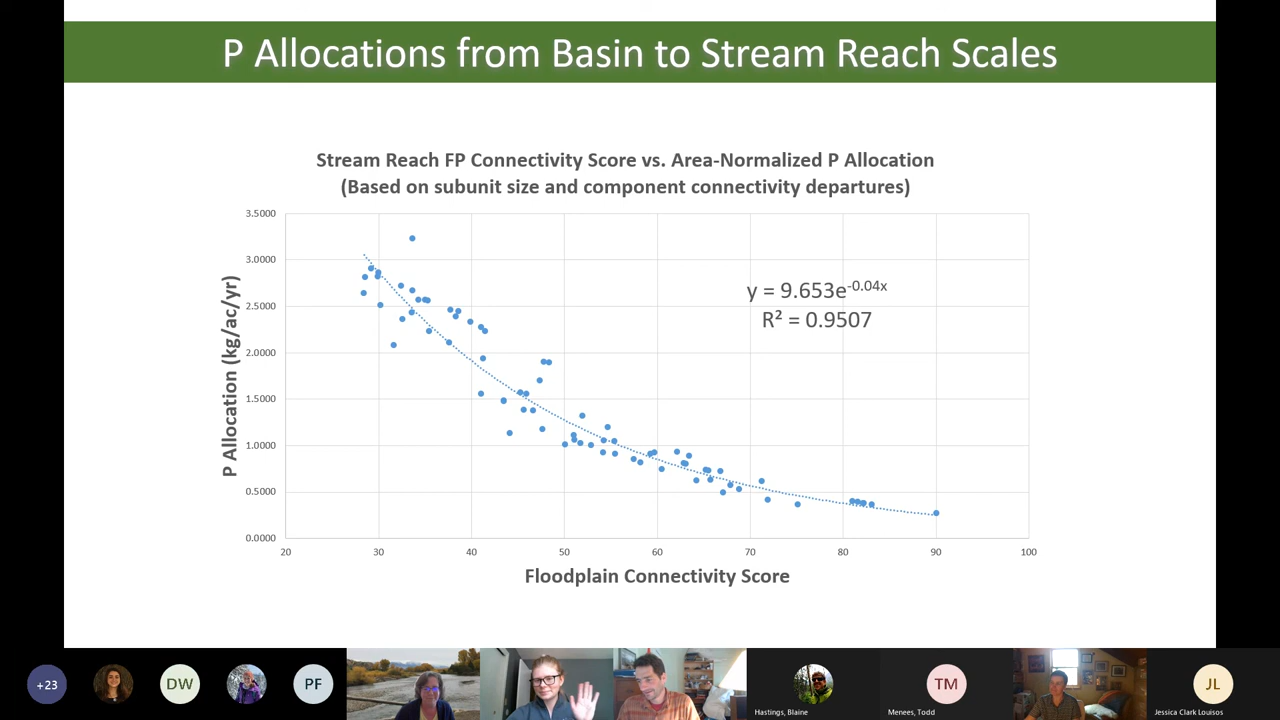 P Allocations from Basin to Stream Reach Scales
Stream Reach FP Connectivity Score vs. Area-Normalized P Allocation
(Based on subunit size and component connectivity departures)
P Allocation (kg/ac/yr)
3.5000
3.0000
2.5000
2.0000
1.5000
1.0000
0.5000
0.0000
y = 9.653e^-0.04x
R² = 0.9507
20 30 40 50 60 70 80 90 100
Floodplain Connectivity Score
+23
DW
PF
Hastings, Blaine
TM
Menees, Todd
JL
Jessica Clark Louisos